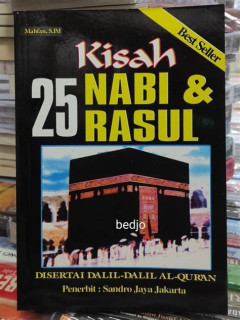 Mahfan, S.Pd
Best Seller
Kisah
25 NABI &
RASUL
bedjo
DISERTAI DALIL-DALIL AL-QUR'AN
Penerbit : Sandro Jaya Jakarta